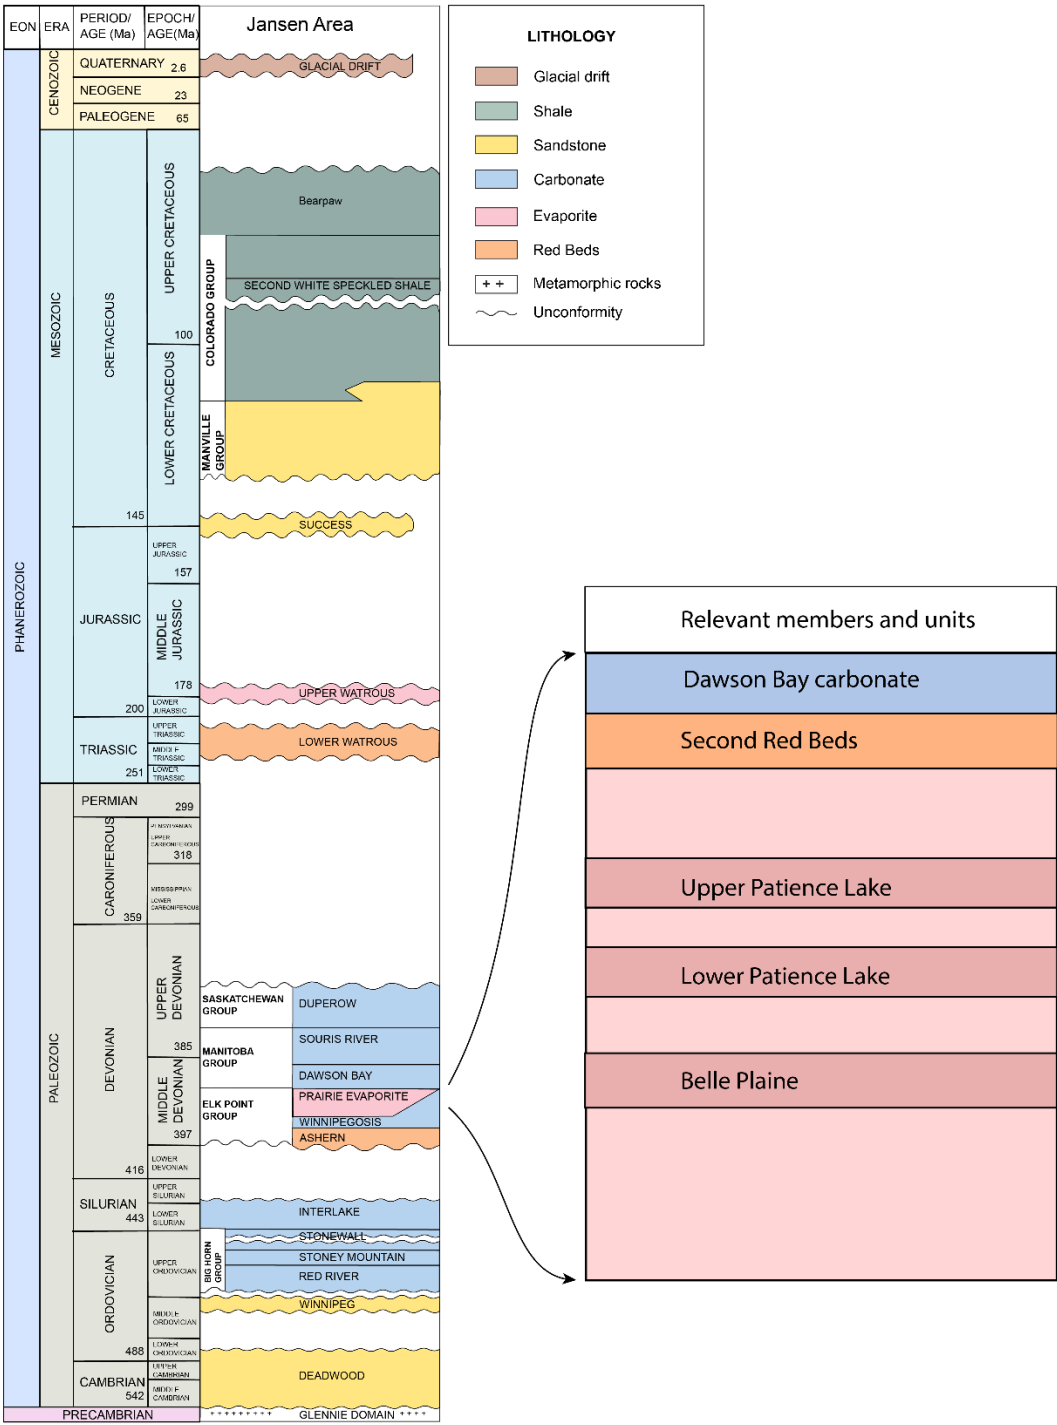 EON ERA PERIOD/ EPOCH/
AGE (Ma) AGE(Ma)
Jansen Area
PHANEROZOIC
CENOZOIC
QUATERNARY 2.6
NEOGENE 23
PALEOGENE 65
MESOZOIC
CRETACEOUS
145
UPPER CRETACEOUS
100
LOWER CRETACEOUS
JURASSIC
200
UPPER
JURASSIC
157
MIDDLE
JURASSIC
178
LOWER
JURASSIC
TRIASSIC
251
UPPER
TRIASSIC
MIDDLE
TRIASSIC
LOWER
TRIASSIC
PALEOZOIC
PERMIAN 299
CARONIFEROUS
359
PENSYLVANIAN
UPPER
CARBONIFEROUS
318
MISSISSIPPIAN
LOWER
CARBONIFEROUS
DEVONIAN
416
UPPER
DEVONIAN
385
MIDDLE
DEVONIAN
397
LOWER
DEVONIAN
SILURIAN
443
UPPER
SILURIAN
LOWER
SILURIAN
ORDOVICIAN
488
UPPER
ORDOVICIAN
MIDDLE
ORDOVICIAN
LOWER
ORDOVICIAN
CAMBRIAN
542
UPPER
CAMBRIAN
MIDDLE
CAMBRIAN
PRECAMBRIAN
GLACIAL DRIFT
Bearpaw
COLORADO GROUP
SECOND WHITE SPECKLED SHALE
MANVILLE
GROUP
SUCCESS
UPPER WATROUS
LOWER WATROUS
SASKATCHEWAN
GROUP
DUPEROW
MANITOBA
GROUP
SOURIS RIVER
DAWSON BAY
ELK POINT
GROUP
PRAIRIE EVAPORITE
WINNIPEGOSIS
ASHERN
INTERLAKE
BIG HORN
GROUP
STONEWALL
STONEY MOUNTAIN
RED RIVER
WINNIPEG
DEADWOOD
+++++++++ GLENNIE DOMAIN ++++
LITHOLOGY
Glacial drift
Shale
Sandstone
Carbonate
Evaporite
Red Beds
++ Metamorphic rocks
Unconformity
Relevant members and units
Dawson Bay carbonate
Second Red Beds
Upper Patience Lake
Lower Patience Lake
Belle Plaine